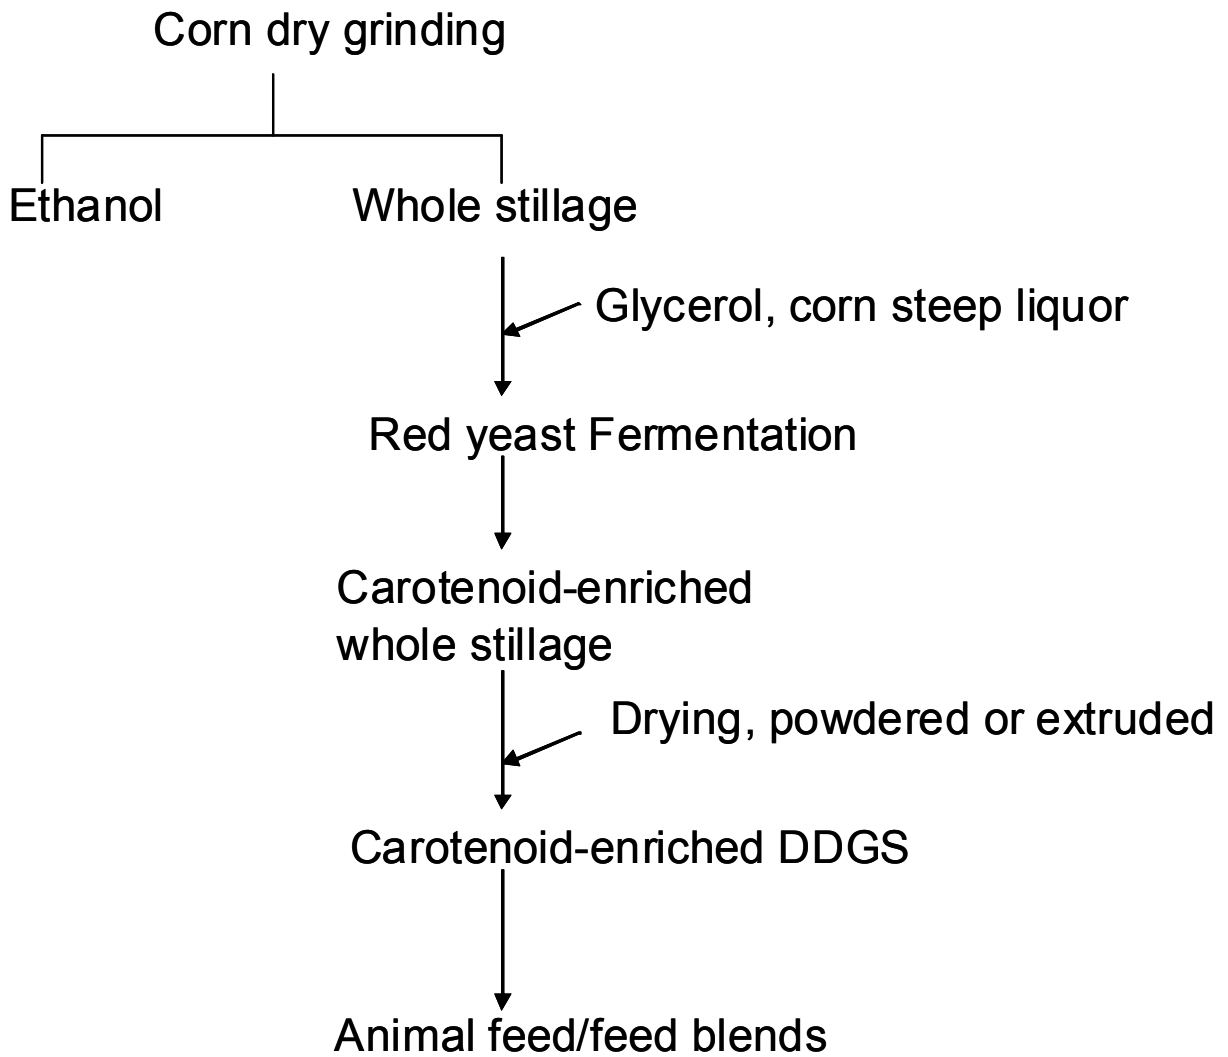 Corn dry grinding
Ethanol
Whole stillage
Glycerol, corn steep liquor
Red yeast Fermentation
Carotenoid-enriched
whole stillage
Drying, powdered or extruded
Carotenoid-enriched DDGS
Animal feed/feed blends